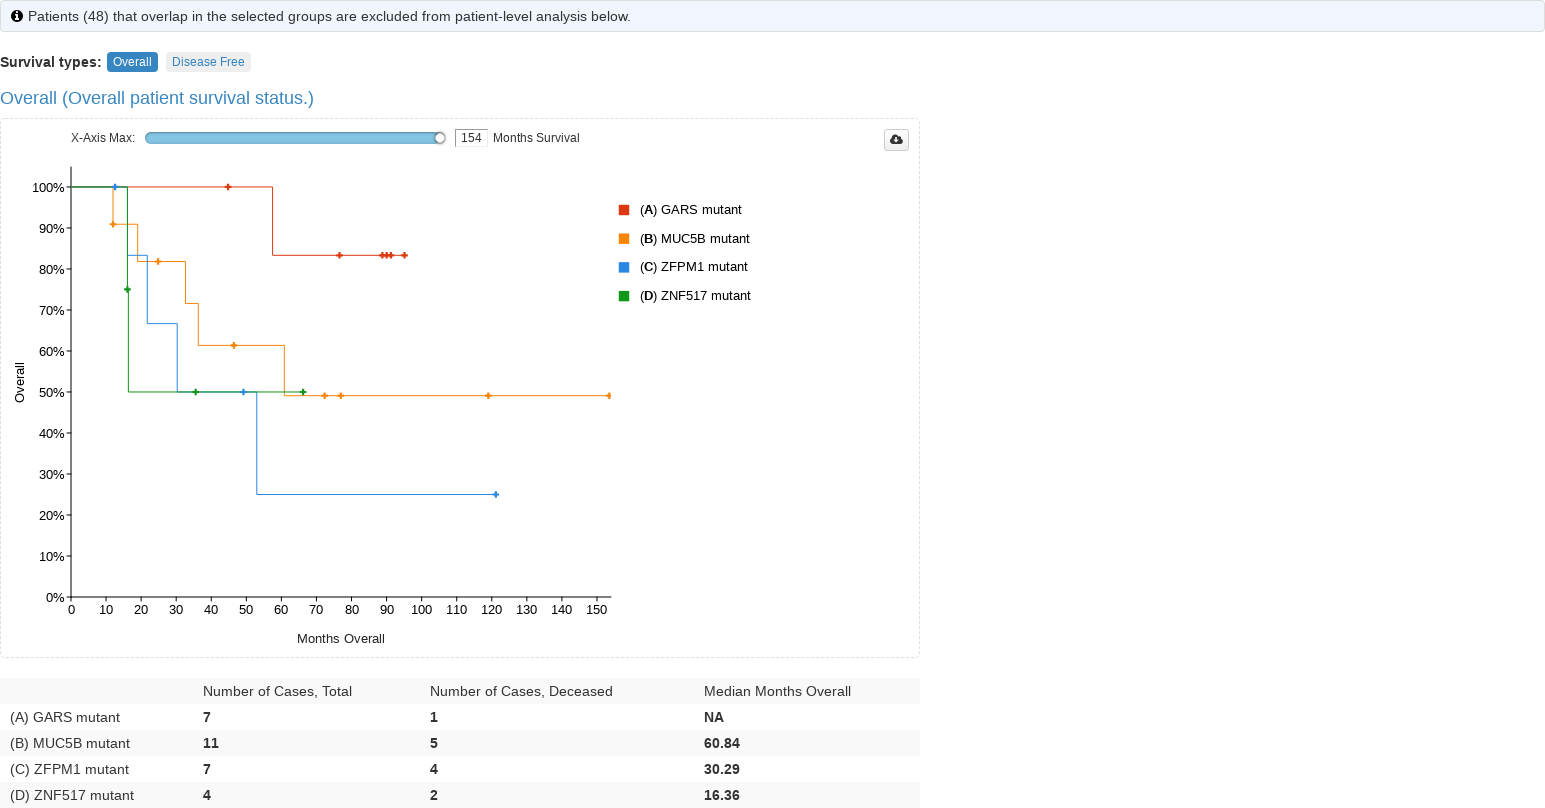 Patients (48) that overlap in the selected groups are excluded from patient-level analysis below.
Survival types: Overall Disease Free
Overall (Overall patient survival status.)
X-Axis Max: 154 Months Survival
100%
90%
80%
70%
60%
50%
40%
30%
20%
10%
0%
Overall
(A) GARS mutant
(B) MUC5B mutant
(C) ZFPM1 mutant
(D) ZNF517 mutant
0 10 20 30 40 50 60 70 80 90 100 110 120 130 140 150
Months Overall
Number of Cases, Total Number of Cases, Deceased Median Months Overall
(A) GARS mutant 7 1 NA
(B) MUC5B mutant 11 5 60.84
(C) ZFPM1 mutant 7 4 30.29
(D) ZNF517 mutant 4 2 16.36